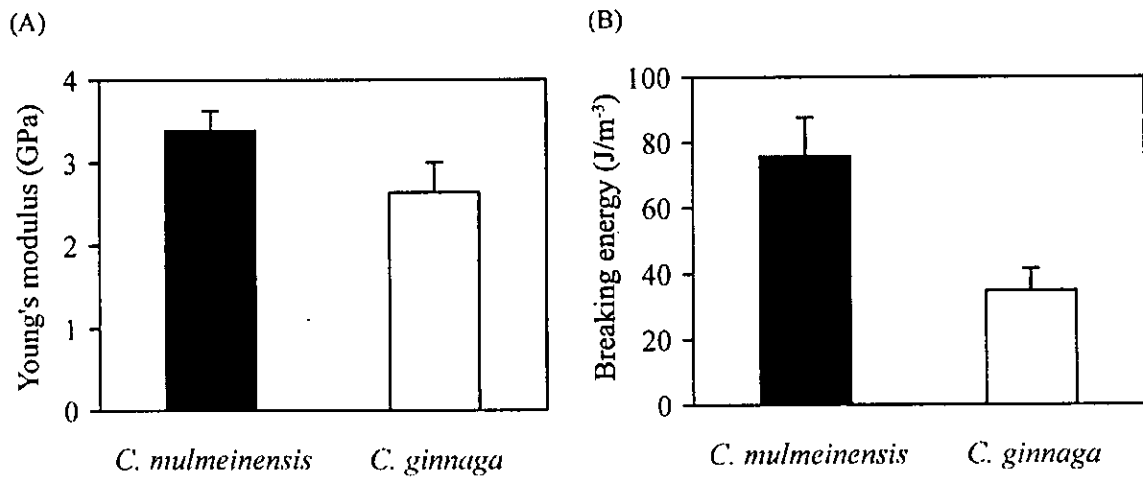 (A)
(B)
4
3
2
1
0
Young's modulus (GPa)
C. mulmeinensis
C. ginnaga
100
80
60
40
20
0
Breaking energy (J/m⁻³)
C. mulmeinensis
C. ginnaga